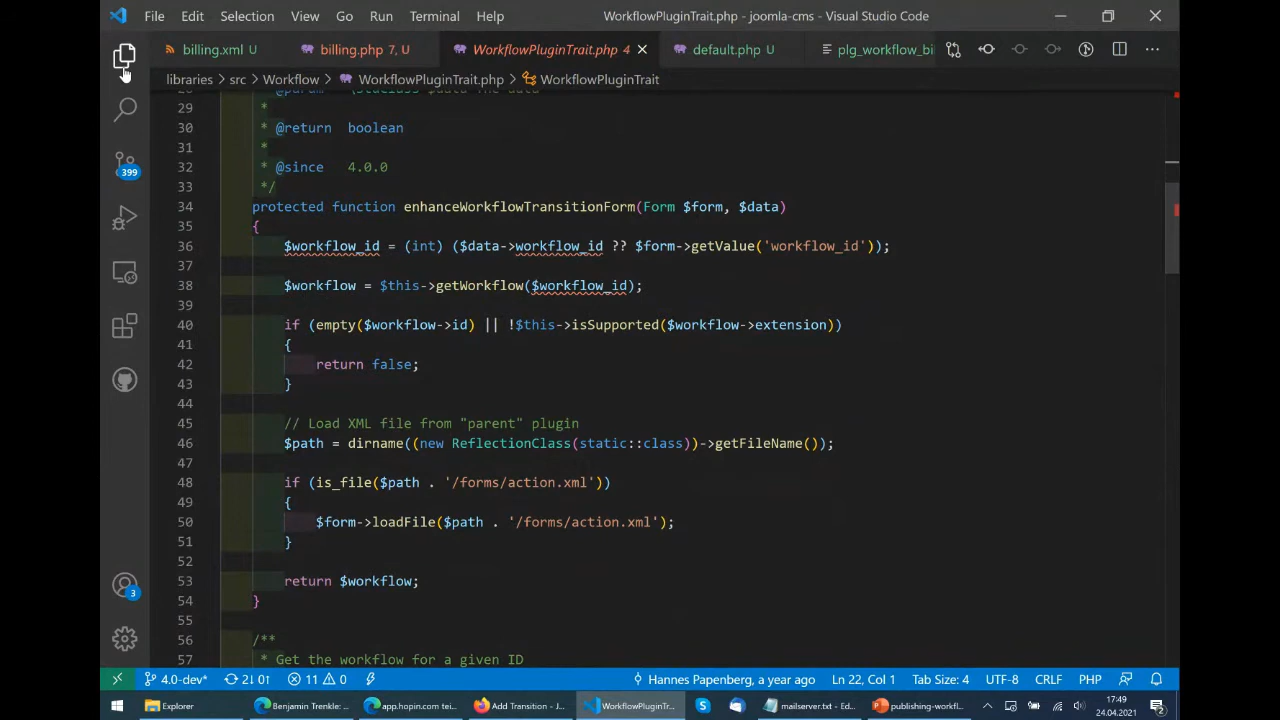 File Edit Selection View Go Run Terminal Help WorkflowPluginTrait.php - joomla-cms - Visual Studio Code
billing.xml U billing.php 7, U WorkflowPluginTrait.php 4 default.php U plg_workflow_bi
libraries > src > Workflow > WorkflowPluginTrait.php > WorkflowPluginTrait
29 *
30 * @return boolean
31 *
32 * @since 4.0.0
33 */
34 protected function enhanceWorkflowTransitionForm(Form $form, $data)
35 {
36 $workflow_id = (int) ($data->workflow_id ?? $form->getValue('workflow_id'));
37
38 $workflow = $this->getWorkflow($workflow_id);
39
40 if (empty($workflow->id) || !$this->isSupported($workflow->extension))
41 {
42 return false;
43 }
44
45 // Load XML file from "parent" plugin
46 $path = dirname((new ReflectionClass(static::class))->getFileName());
47
48 if (is_file($path . '/forms/action.xml'))
49 {
50 $form->loadFile($path . '/forms/action.xml');
51 }
52
53 return $workflow;
54 }
55
56 /**
57 * Get the workflow for a given ID
399
3
4.0-dev* 2↓ 0↑ 11 0 Hannes Papenberg, a year ago Ln 22, Col 1 Tab Size: 4 UTF-8 CRLF PHP
Explorer Benjamin Trenkle: ... app.hopin.com tei... Add Transition - J... WorkflowPluginTr... mailserver.txt - Ed... publishing-workfl... 17:49
24.04.2021 2